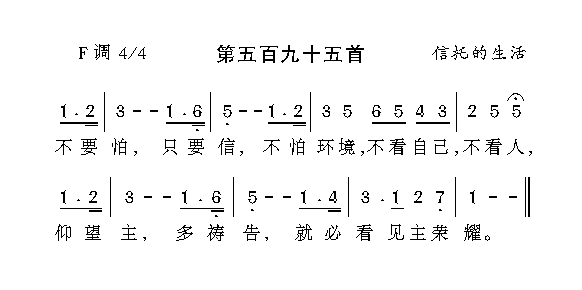 F调 4/4 第五百九十五首 信托的生活
1·2 | 3 - - 1·6 | 5 - - 1·2 | 3 5 6 5 4 3 | 2 5 5
不要怕，只要信，不怕环境,不看自己,不看人,
1·2 | 3 - - 1·6 | 5 - - 1·4 | 3·1 2 7 | 1 - - ‖
仰望主，多祷告，就必看见主荣耀。